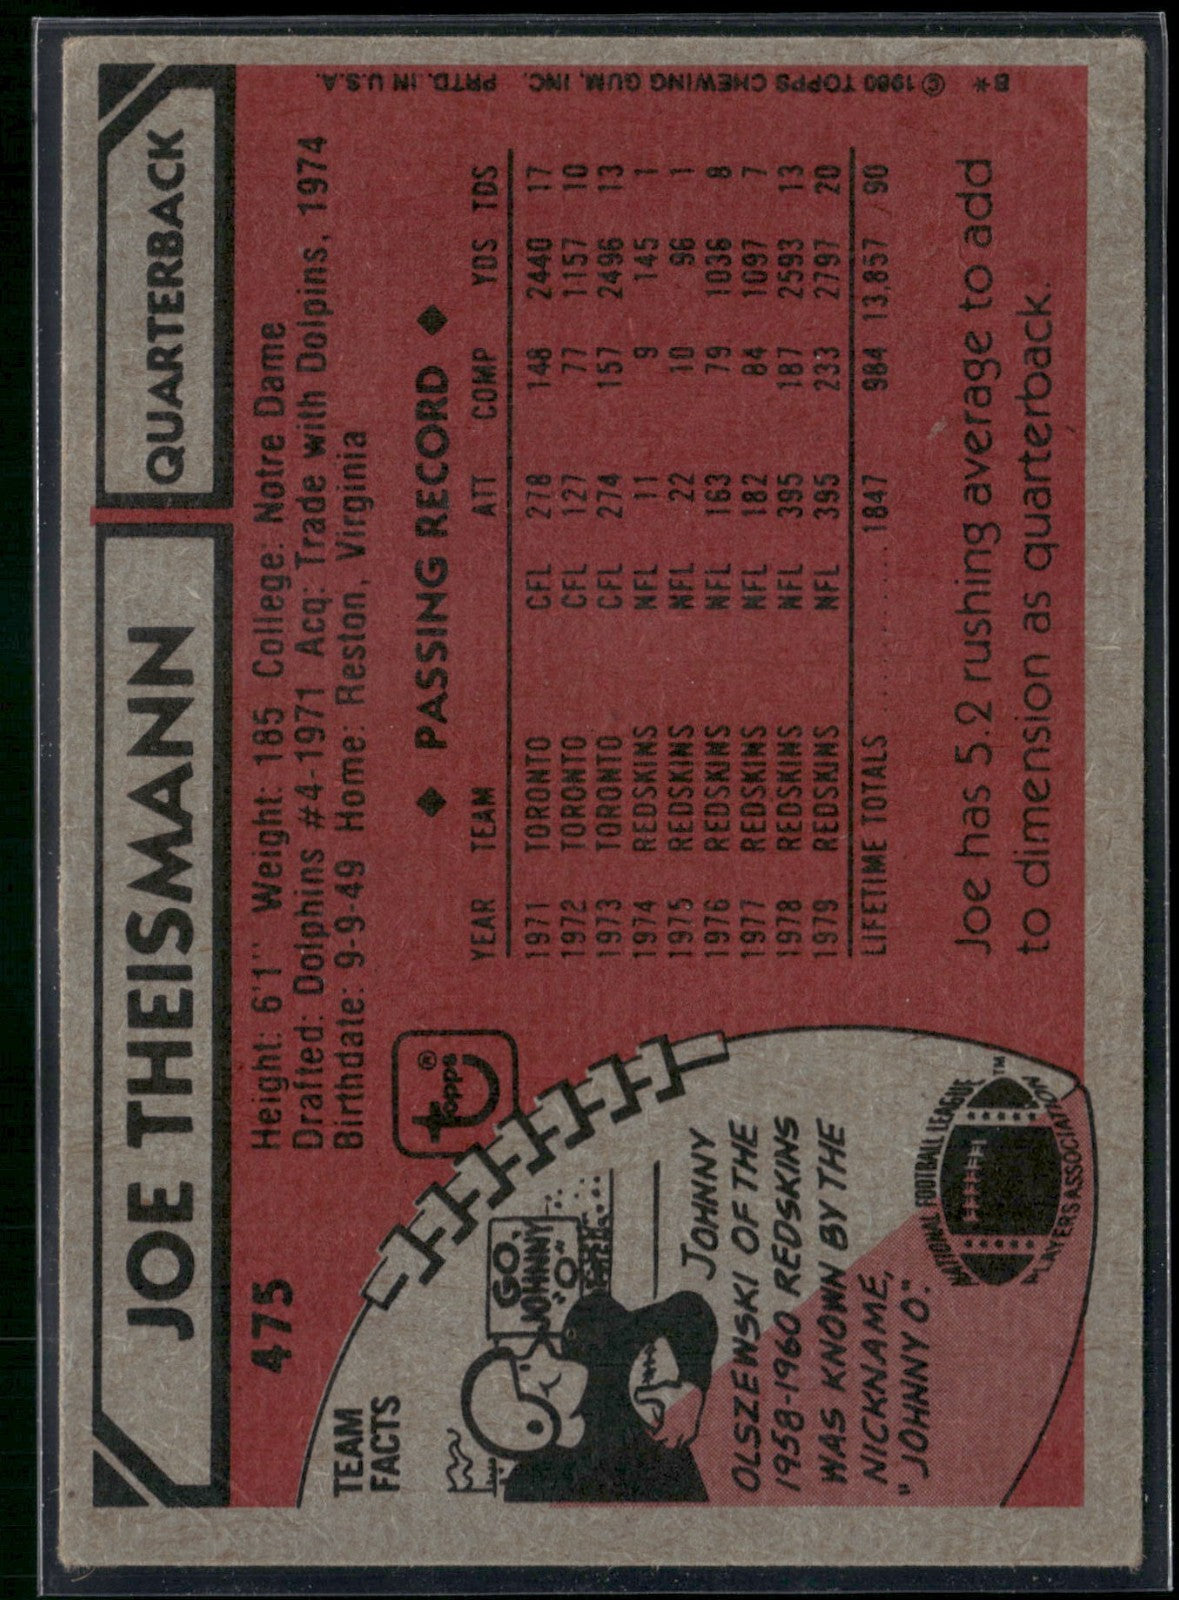 JOE THEISMANN QUARTERBACK
475
Height: 6'1" Weight: 185 College: Notre Dame
Drafted: Dolphins #4-1971 Acq: Trade with Dolpins, 1974
Birthdate: 9-9-49 Home: Reston, Virginia
topps®
◆ PASSING RECORD ◆
YEAR TEAM ATT COMP YDS TDS
1971 TORONTO CFL 278 148 2440 17
1972 TORONTO CFL 127 77 1157 10
1973 TORONTO CFL 274 157 2496 13
1974 REDSKINS NFL 11 9 145 1
1975 REDSKINS NFL 22 10 96 1
1976 REDSKINS NFL 163 79 1036 8
1977 REDSKINS NFL 182 84 1097 7
1978 REDSKINS NFL 395 187 2593 13
1979 REDSKINS NFL 395 233 2797 20
LIFETIME TOTALS 1847 984 13,857 90
Joe has 5.2 rushing average to add
to dimension as quarterback.
TEAM
FACTS
GO,
JOHNNY
"O"
JOHNNY
OLSZEWSKI OF THE
1958-1960 REDSKINS
WAS KNOWN BY THE
NICKNAME,
"JOHNNY O."
NATIONAL FOOTBALL LEAGUE
PLAYERS ASSOCIATION
TM
B* © 1980 TOPPS CHEWING GUM, INC. PRTD. IN U.S.A.